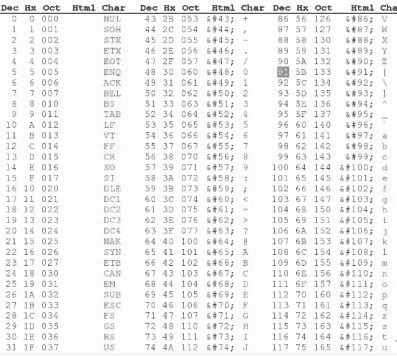 Dec Hx Oct Html Char Dec Hx Oct Html Char Dec Hx Oct Html Cha
0 0 000 NUL 43 2B 053 &#43; + 86 56 126 &#86; V
1 1 001 SOH 44 2C 054 &#44; , 87 57 127 &#87; W
2 2 002 STX 45 2D 055 &#45; - 88 58 130 &#88; X
3 3 003 ETX 46 2E 056 &#46; . 89 59 131 &#89; Y
4 4 004 EOT 47 2F 057 &#47; / 90 5A 132 &#90; Z
5 5 005 ENQ 48 30 060 &#48; 0 91 5B 133 &#91; [
6 6 006 ACK 49 31 061 &#49; 1 92 5C 134 &#92; \
7 7 007 BEL 50 32 062 &#50; 2 93 5D 135 &#93; ]
8 8 010 BS 51 33 063 &#51; 3 94 5E 136 &#94; ^
9 9 011 TAB 52 34 064 &#52; 4 95 5F 137 &#95; _
10 A 012 LF 53 35 065 &#53; 5 96 60 140 &#96; `
11 B 013 VT 54 36 066 &#54; 6 97 61 141 &#97; a
12 C 014 FF 55 37 067 &#55; 7 98 62 142 &#98; b
13 D 015 CR 56 38 070 &#56; 8 99 63 143 &#99; c
14 E 016 SO 57 39 071 &#57; 9 100 64 144 &#100; d
15 F 017 SI 58 3A 072 &#58; : 101 65 145 &#101; e
16 10 020 DLE 59 3B 073 &#59; ; 102 66 146 &#102; f
17 11 021 DC1 60 3C 074 &#60; < 103 67 147 &#103; g
18 12 022 DC2 61 3D 075 &#61; = 104 68 150 &#104; h
19 13 023 DC3 62 3E 076 &#62; > 105 69 151 &#105; i
20 14 024 DC4 63 3F 077 &#63; ? 106 6A 152 &#106; j
21 15 025 NAK 64 40 100 &#64; @ 107 6B 153 &#107; k
22 16 026 SYN 65 41 101 &#65; A 108 6C 154 &#108; l
23 17 027 ETB 66 42 102 &#66; B 109 6D 155 &#109; m
24 18 030 CAN 67 43 103 &#67; C 110 6E 156 &#110; n
25 19 031 EM 68 44 104 &#68; D 111 6F 157 &#111; o
26 1A 032 SUB 69 45 105 &#69; E 112 70 160 &#112; p
27 1B 033 ESC 70 46 106 &#70; F 113 71 161 &#113; q
28 1C 034 FS 71 47 107 &#71; G 114 72 162 &#114; r
29 1D 035 GS 72 48 110 &#72; H 115 73 163 &#115; s
30 1E 036 RS 73 49 111 &#73; I 116 74 164 &#116; t
31 1F 037 US 74 4A 112 &#74; J 117 75 165 &#117; u